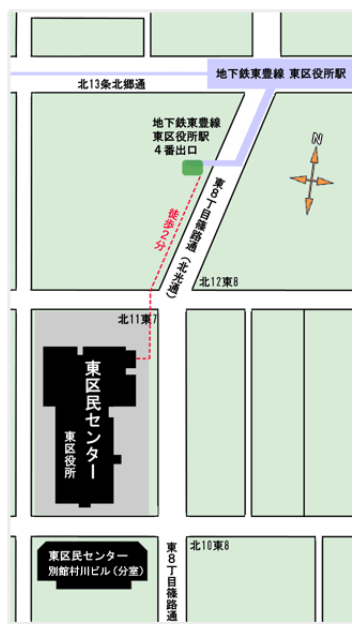 地下鉄東豊線 東区役所駅
北13条北郷通
地下鉄東豊線
東区役所駅
4番出口
N
東8丁目篠路通(北光通)
徒歩2分
北12東8
北11東7
東区民センター
東区役所
北10東8
東区民センター
別館村川ビル(分室)
東8丁目篠路通